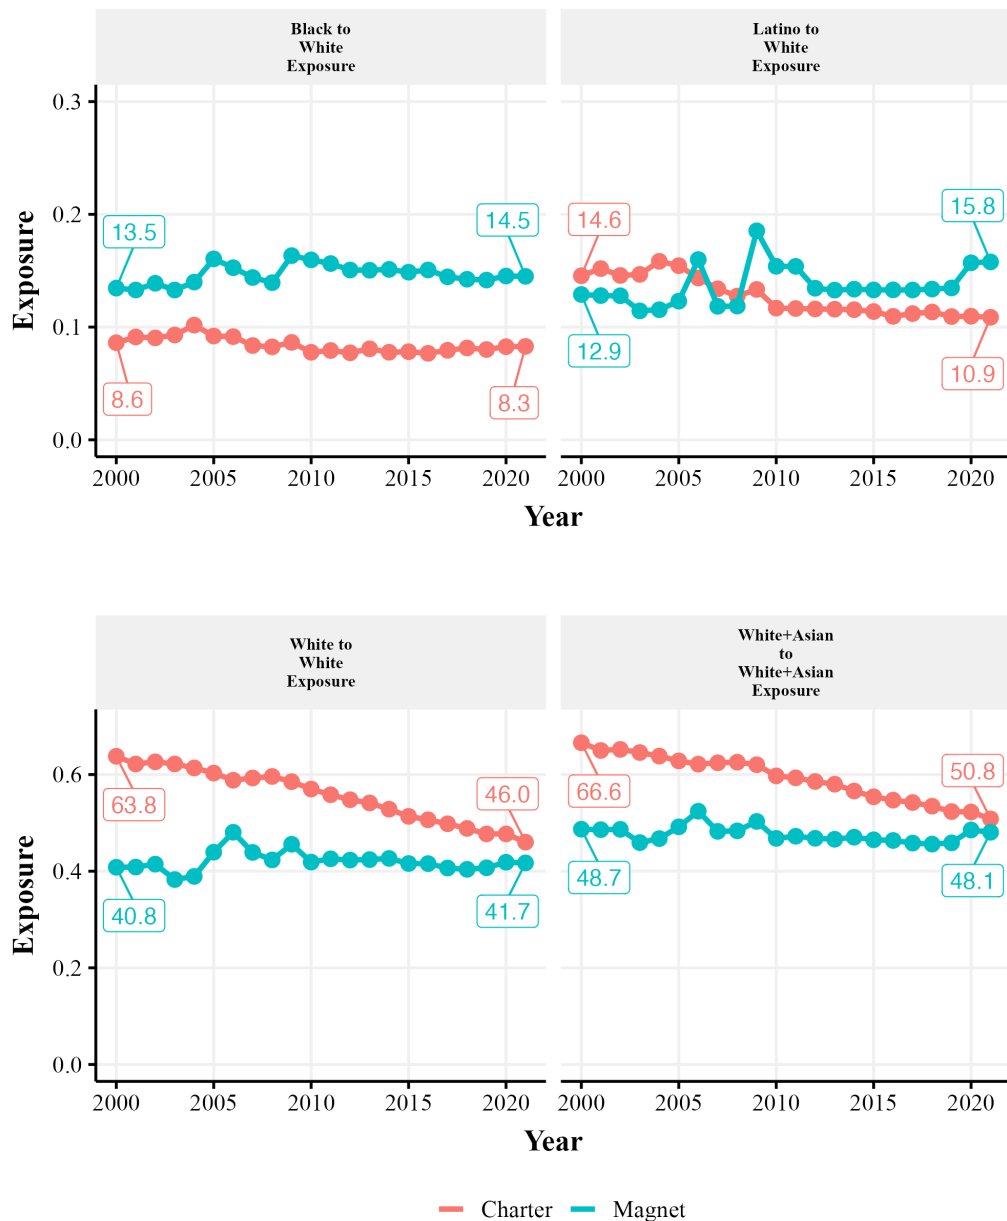 Black to
White
Exposure
Latino to
White
Exposure
Exposure
0.3
0.2
0.1
0.0
13.5
14.5
8.6
8.3
14.6
15.8
12.9
10.9
2000 2005 2010 2015 2020
2000 2005 2010 2015 2020
Year
White to
White
Exposure
White+Asian
to
White+Asian
Exposure
Exposure
0.6
0.4
0.2
0.0
63.8
46.0
40.8
41.7
66.6
50.8
48.7
48.1
2000 2005 2010 2015 2020
2000 2005 2010 2015 2020
Year
Charter Magnet